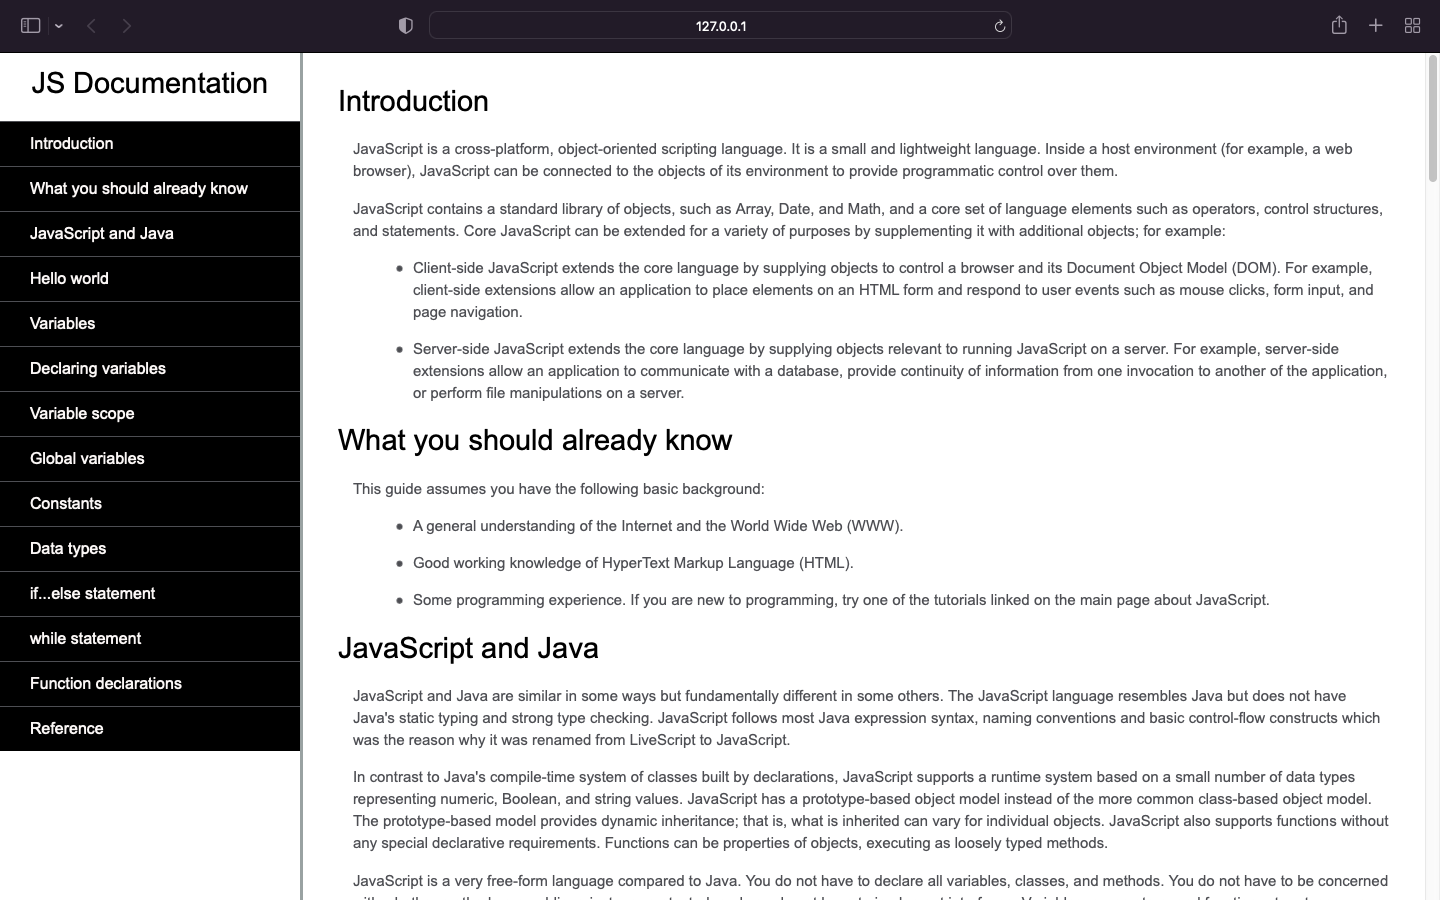 127.0.0.1
JS Documentation
Introduction
What you should already know
JavaScript and Java
Hello world
Variables
Declaring variables
Variable scope
Global variables
Constants
Data types
if...else statement
while statement
Function declarations
Reference
Introduction
JavaScript is a cross-platform, object-oriented scripting language. It is a small and lightweight language. Inside a host environment (for example, a web
browser), JavaScript can be connected to the objects of its environment to provide programmatic control over them.
JavaScript contains a standard library of objects, such as Array, Date, and Math, and a core set of language elements such as operators, control structures,
and statements. Core JavaScript can be extended for a variety of purposes by supplementing it with additional objects; for example:
• Client-side JavaScript extends the core language by supplying objects to control a browser and its Document Object Model (DOM). For example,
client-side extensions allow an application to place elements on an HTML form and respond to user events such as mouse clicks, form input, and
page navigation.
• Server-side JavaScript extends the core language by supplying objects relevant to running JavaScript on a server. For example, server-side
extensions allow an application to communicate with a database, provide continuity of information from one invocation to another of the application,
or perform file manipulations on a server.
What you should already know
This guide assumes you have the following basic background:
• A general understanding of the Internet and the World Wide Web (WWW).
• Good working knowledge of HyperText Markup Language (HTML).
• Some programming experience. If you are new to programming, try one of the tutorials linked on the main page about JavaScript.
JavaScript and Java
JavaScript and Java are similar in some ways but fundamentally different in some others. The JavaScript language resembles Java but does not have
Java's static typing and strong type checking. JavaScript follows most Java expression syntax, naming conventions and basic control-flow constructs which
was the reason why it was renamed from LiveScript to JavaScript.
In contrast to Java's compile-time system of classes built by declarations, JavaScript supports a runtime system based on a small number of data types
representing numeric, Boolean, and string values. JavaScript has a prototype-based object model instead of the more common class-based object model.
The prototype-based model provides dynamic inheritance; that is, what is inherited can vary for individual objects. JavaScript also supports functions without
any special declarative requirements. Functions can be properties of objects, executing as loosely typed methods.
JavaScript is a very free-form language compared to Java. You do not have to declare all variables, classes, and methods. You do not have to be concerned